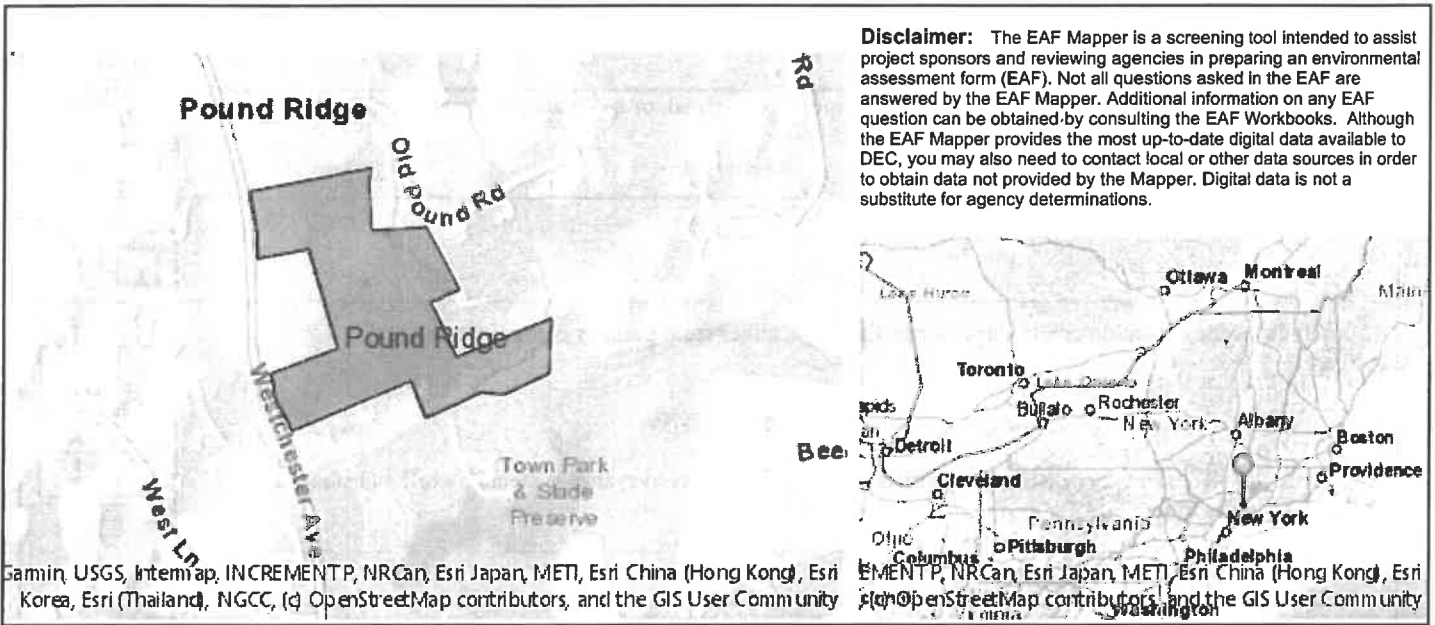 Pound Ridge
Old Pound Rd
Rd
Pound Ridge
Westchester Ave
West Ln
Town Park
& Slade
Preserve
Bee
Garmin, USGS, Intermap, INCREMENT P, NRCan, Esri Japan, METI, Esri China (Hong Kong), Esri
Korea, Esri (Thailand), NGCC, (c) OpenStreetMap contributors, and the GIS User Community
Disclaimer: The EAF Mapper is a screening tool intended to assist
project sponsors and reviewing agencies in preparing an environmental
assessment form (EAF). Not all questions asked in the EAF are
answered by the EAF Mapper. Additional information on any EAF
question can be obtained by consulting the EAF Workbooks. Although
the EAF Mapper provides the most up-to-date digital data available to
DEC, you may also need to contact local or other data sources in order
to obtain data not provided by the Mapper. Digital data is not a
substitute for agency determinations.
Ottawa
Montreal
Lake Huron
Main
Toronto
Lake Ontario
Buffalo
Rochester
New York
Albany
Boston
Providence
apids
Detroit
Cleveland
New York
Pennsylvania
Ohio
Columbus
Pittsburgh
Philadelphia
EMENT P, NRCan, Esri Japan, METI, Esri China (Hong Kong), Esri
(c) OpenStreetMap contributors, and the GIS User Community
Washington